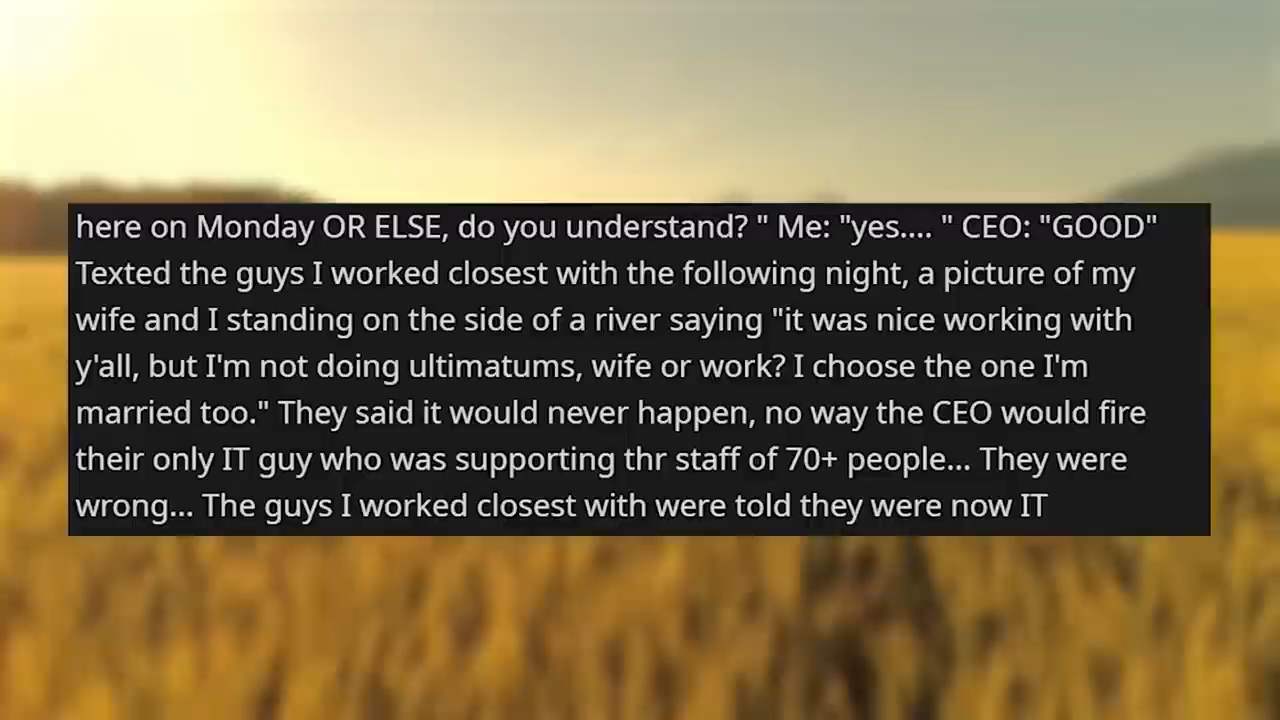 here on Monday OR ELSE, do you understand? " Me: "yes.... " CEO: "GOOD"
Texted the guys I worked closest with the following night, a picture of my
wife and I standing on the side of a river saying "it was nice working with
y'all, but I'm not doing ultimatums, wife or work? I choose the one I'm
married too." They said it would never happen, no way the CEO would fire
their only IT guy who was supporting thr staff of 70+ people... They were
wrong... The guys I worked closest with were told they were now IT